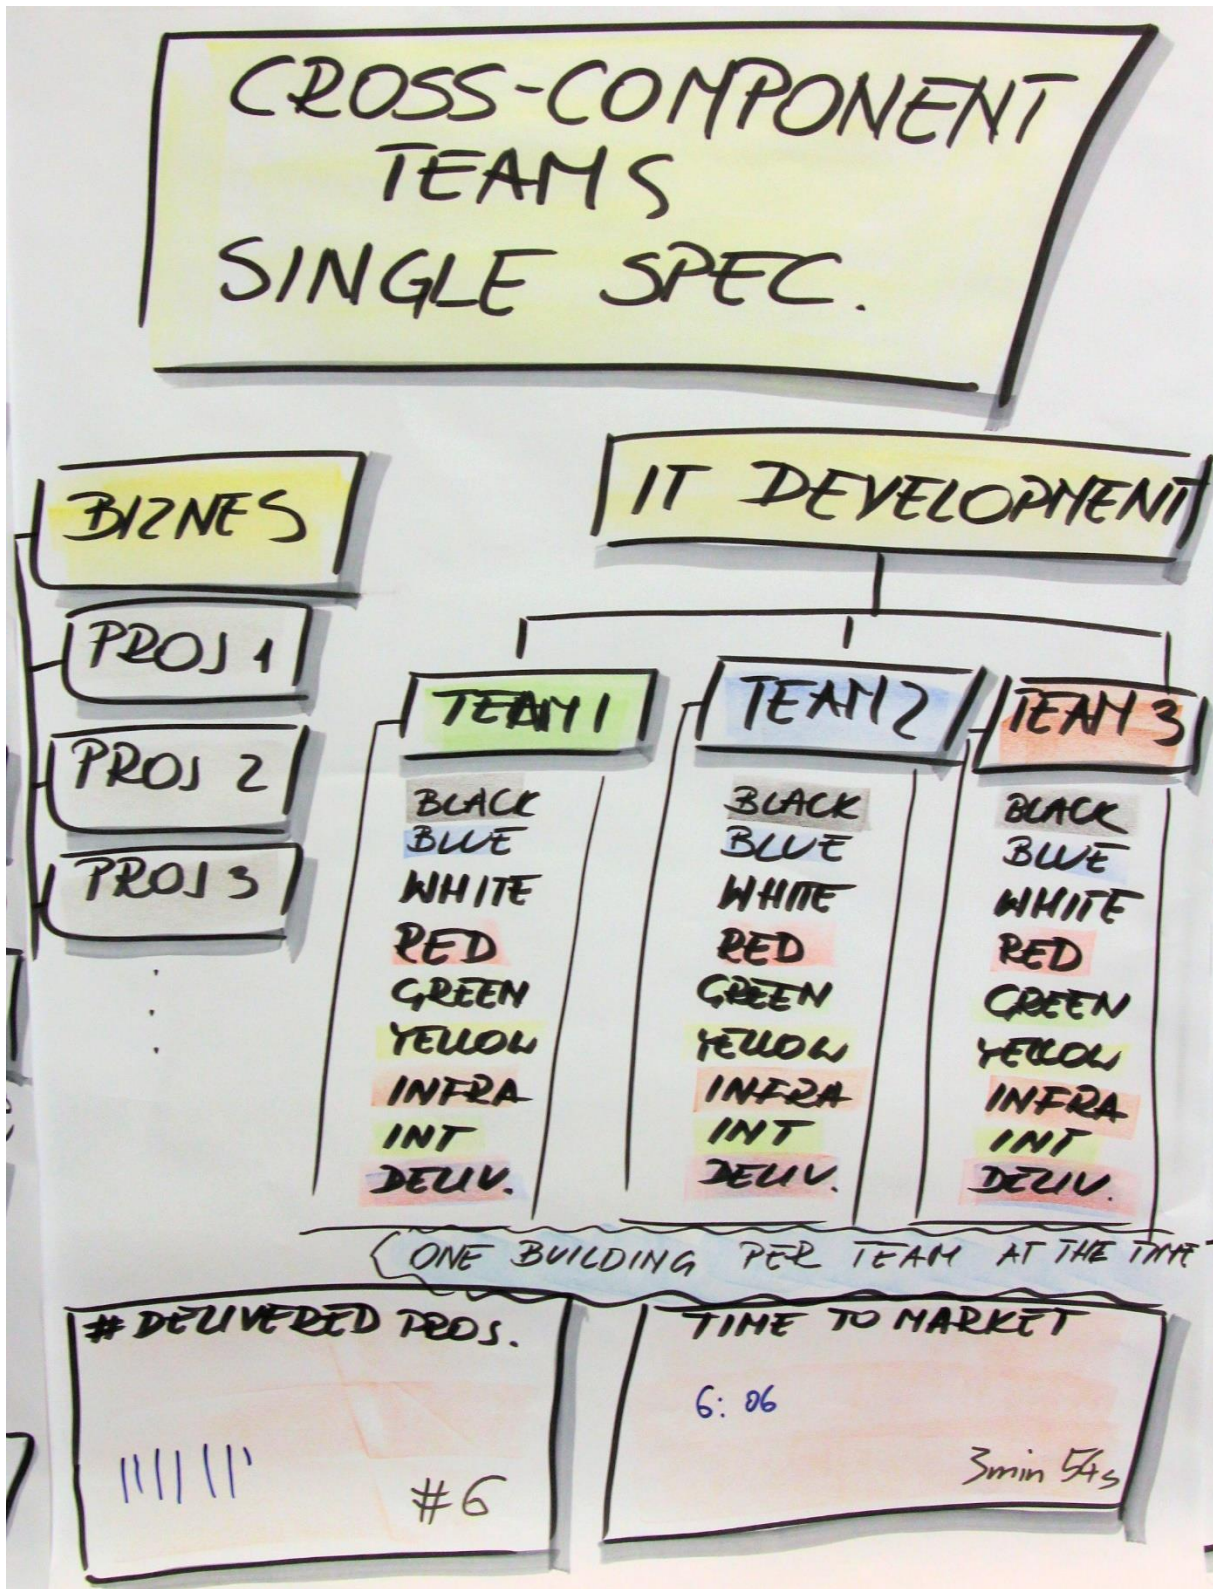 CROSS-COMPONENT
TEAMS
SINGLE SPEC.
BIZNES
PROJ 1
PROJ 2
PROJ 3
IT DEVELOPMENT
TEAM 1
BLACK
BLUE
WHITE
RED
GREEN
YELLOW
INFRA
INT
DELIV.
TEAM 2
BLACK
BLUE
WHITE
RED
GREEN
YELLOW
INFRA
INT
DELIV.
TEAM 3
BLACK
BLUE
WHITE
RED
GREEN
YELLOW
INFRA
INT
DELIV.
ONE BUILDING PER TEAM AT THE TIME
# DELIVERED PROJ.
#6
TIME TO MARKET
6:06
3min 54s